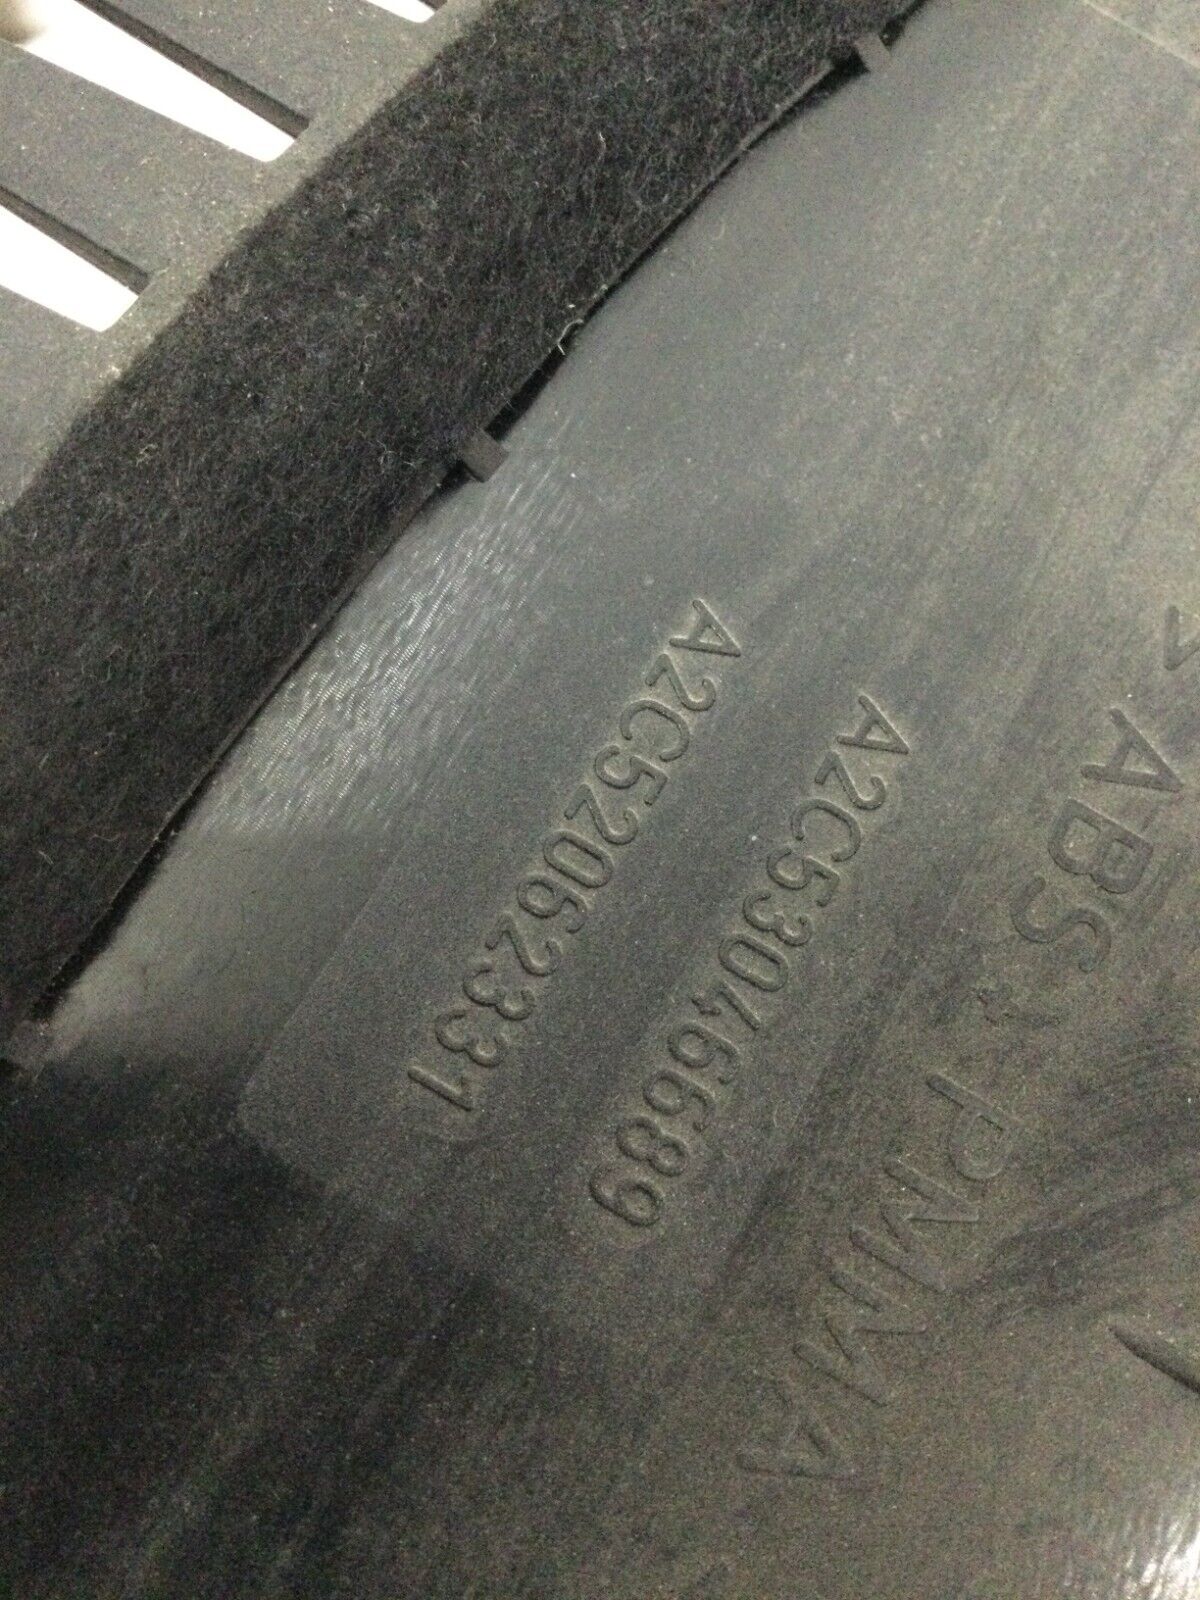 > ABS + PMMA <
A2C53046689
A2C52062331